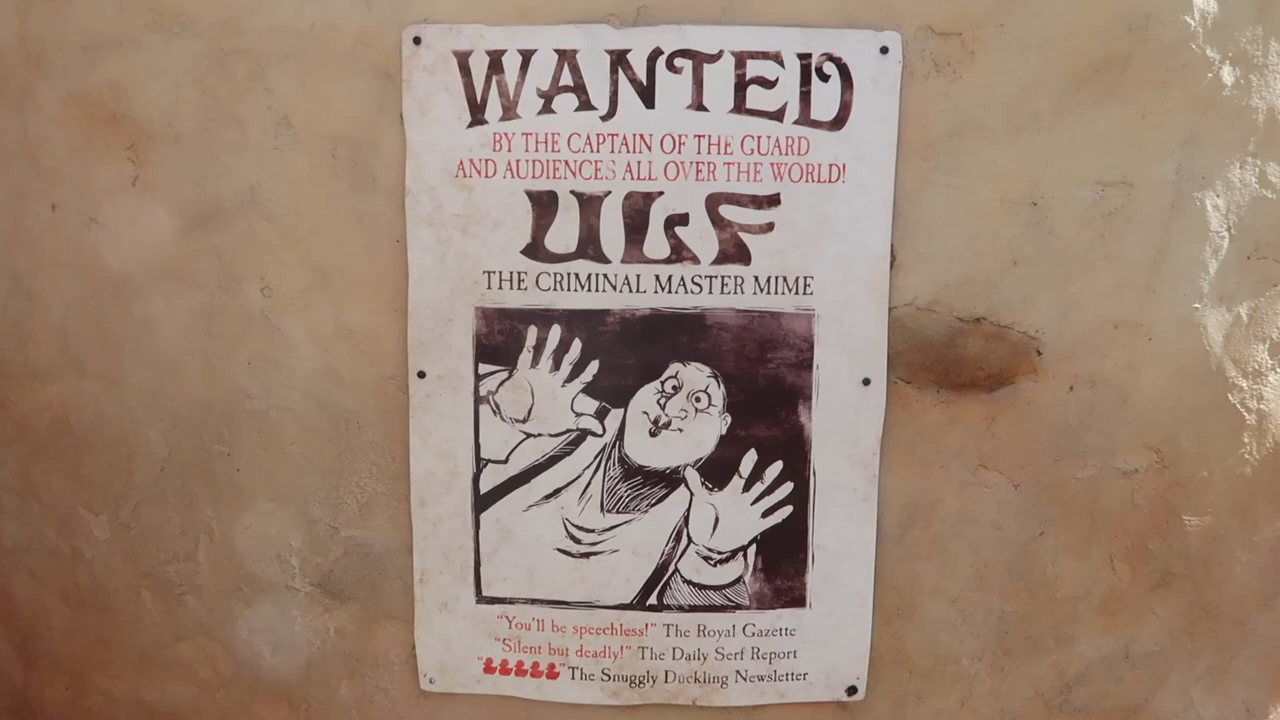 WANTED
BY THE CAPTAIN OF THE GUARD
AND AUDIENCES ALL OVER THE WORLD!
ULF
THE CRIMINAL MASTER MIME
"You'll be speechless!" The Royal Gazette
"Silent but deadly!" The Daily Serf Report
" " The Snuggly Duckling Newsletter